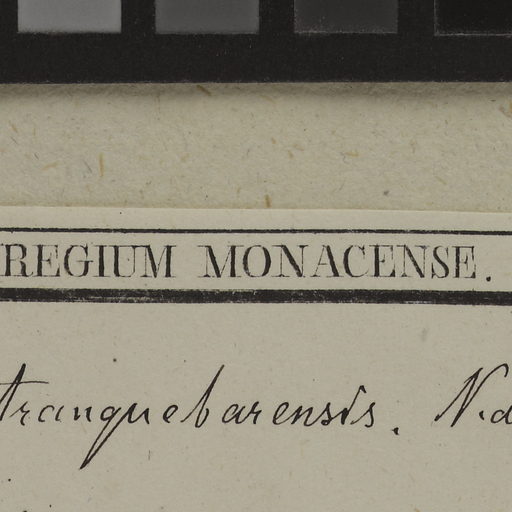 REGIUM MONACENSE.
tranquebarensis.